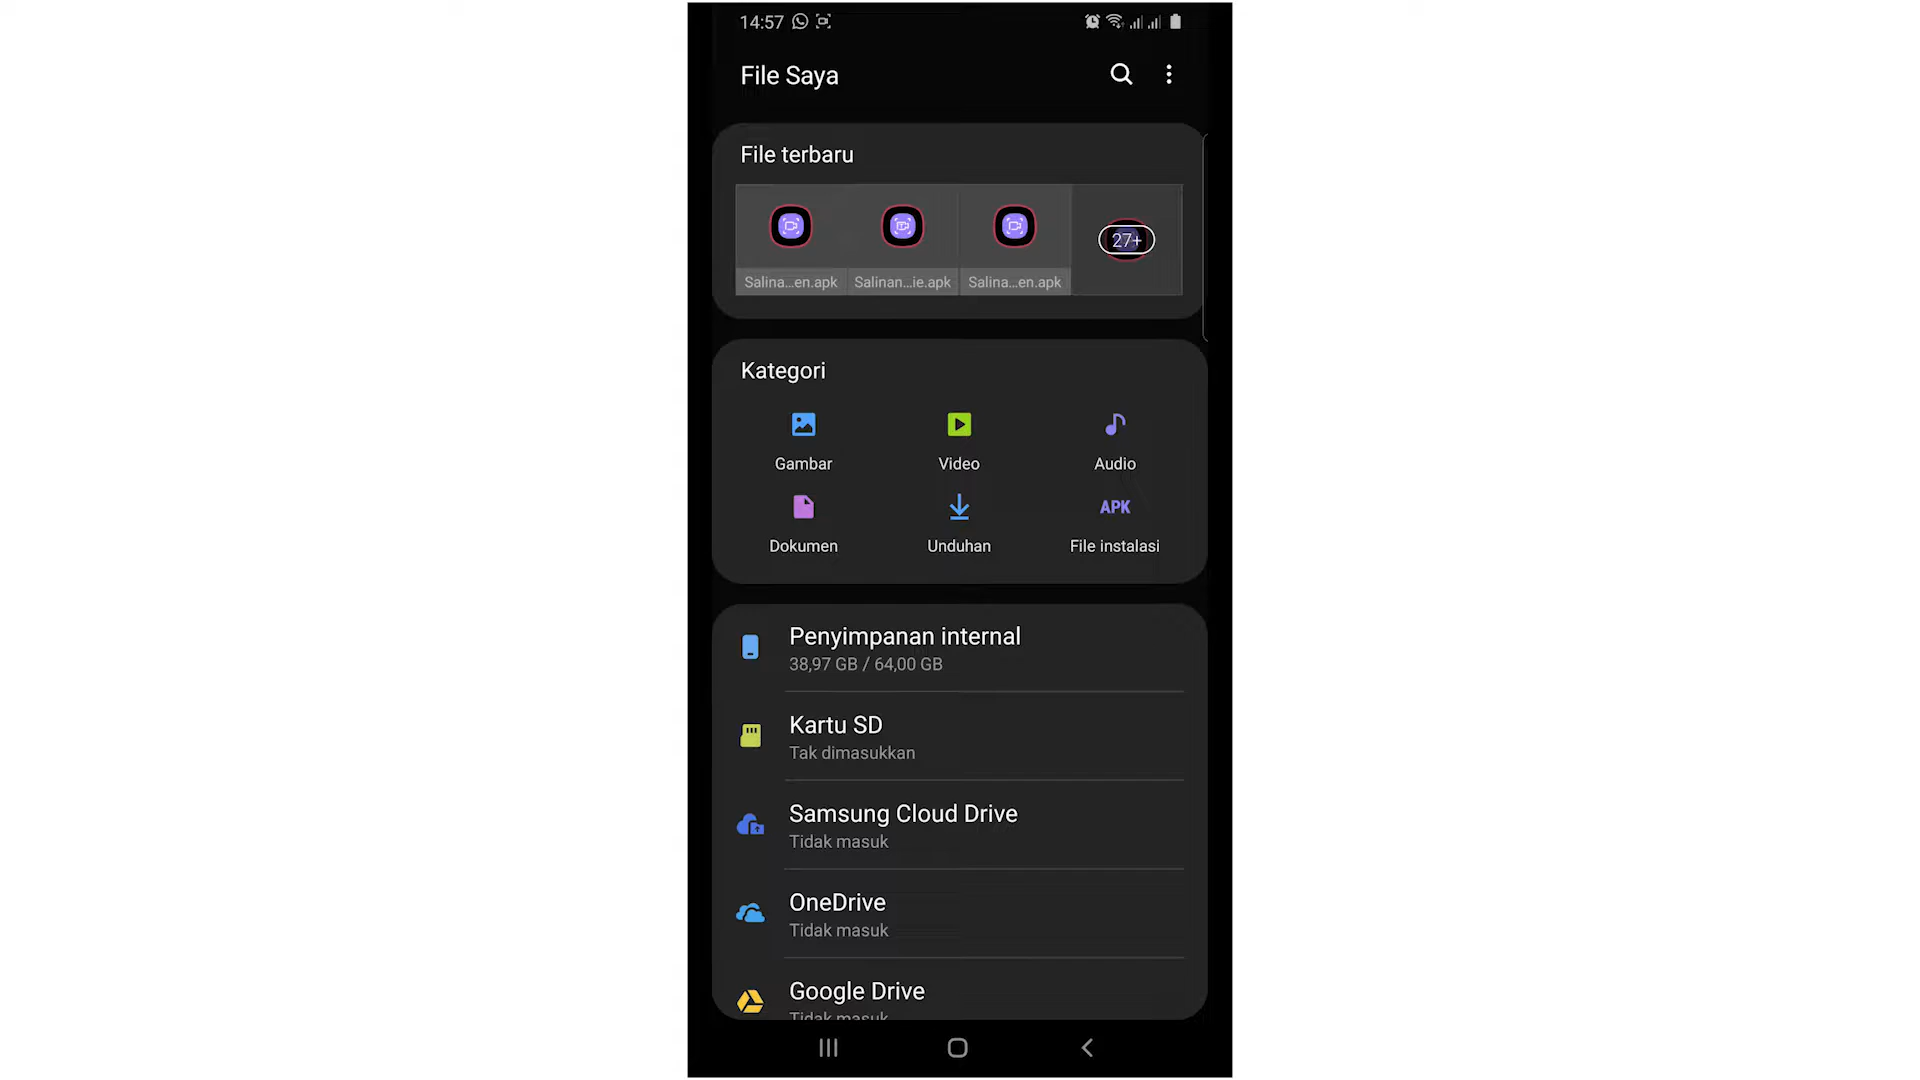 14:57
File Saya
File terbaru
27+
Salina...en.apk Salinan...ie.apk Salina...en.apk
Kategori
Gambar Video Audio
APK
Dokumen Unduhan File instalasi
Penyimpanan internal
38,97 GB / 64,00 GB
Kartu SD
Tak dimasukkan
Samsung Cloud Drive
Tidak masuk
OneDrive
Tidak masuk
Google Drive
Tidak masuk